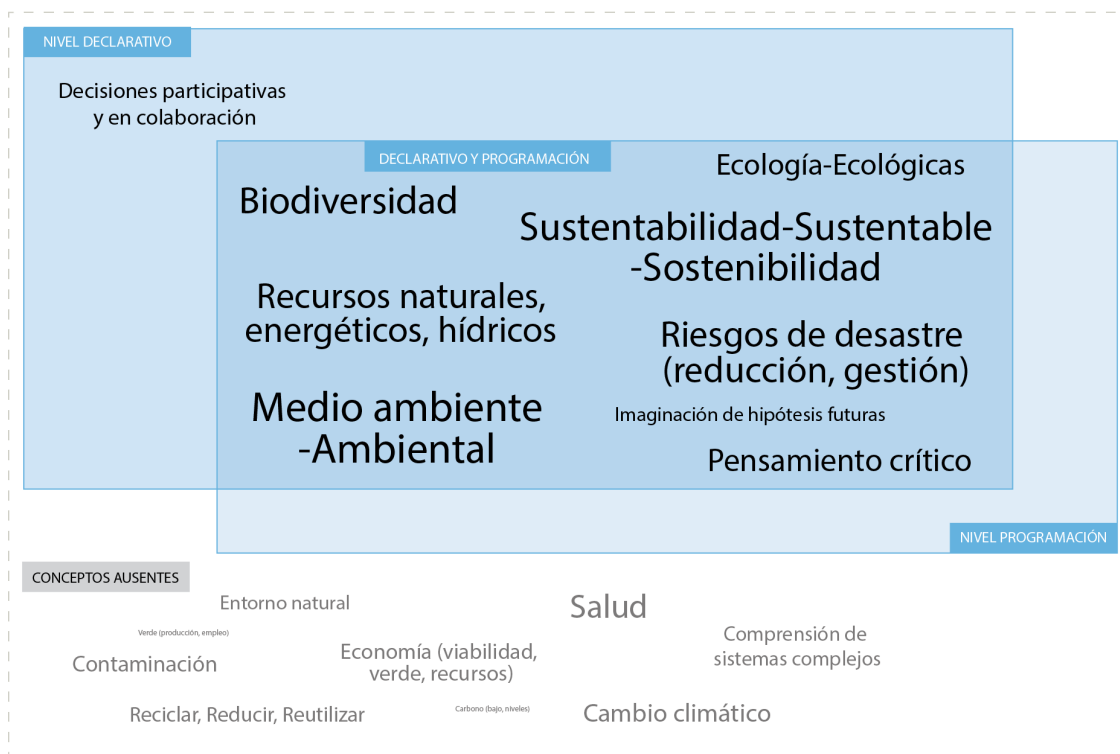 NIVEL DECLARATIVO
Decisiones participativas
y en colaboración
DECLARATIVO Y PROGRAMACIÓN
Ecología-Ecológicas
Biodiversidad
Sustentabilidad-Sustentable
-Sostenibilidad
Recursos naturales,
energéticos, hídricos
Riesgos de desastre
(reducción, gestión)
Medio ambiente
-Ambiental
Imaginación de hipótesis futuras
Pensamiento crítico
NIVEL PROGRAMACIÓN
CONCEPTOS AUSENTES
Entorno natural
Salud
Verde (producción, empleo)
Comprensión de
sistemas complejos
Contaminación
Economía (viabilidad,
verde, recursos)
Reciclar, Reducir, Reutilizar
Carbono (bajo, niveles)
Cambio climático